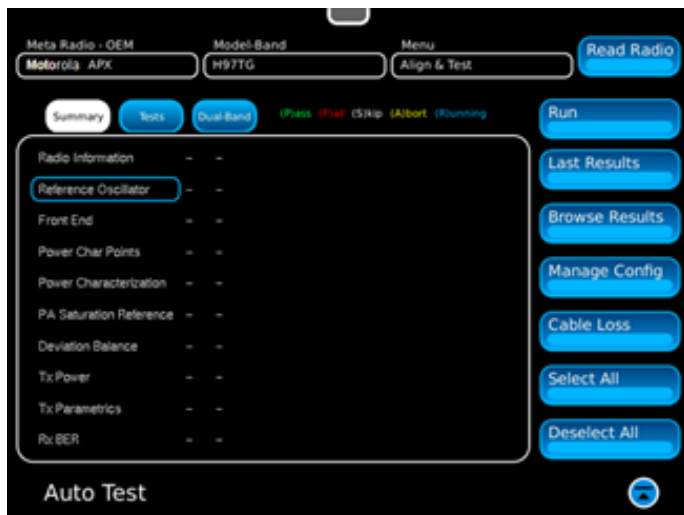 Meta Radio - OEM
Model-Band
Menu
Read Radio
Motorola APX
H97TG
Align & Test
Summary
Tests
Dual-Band
(P)ass (F)ail (S)kip (A)bort (R)unning
Run
Radio Information - -
Last Results
Reference Oscillator - -
Front End - -
Browse Results
Power Char Points - -
Manage Config
Power Characterization - -
PA Saturation Reference - -
Cable Loss
Deviation Balance - -
Tx Power - -
Select All
Tx Parametrics - -
Rx BER - -
Deselect All
Auto Test